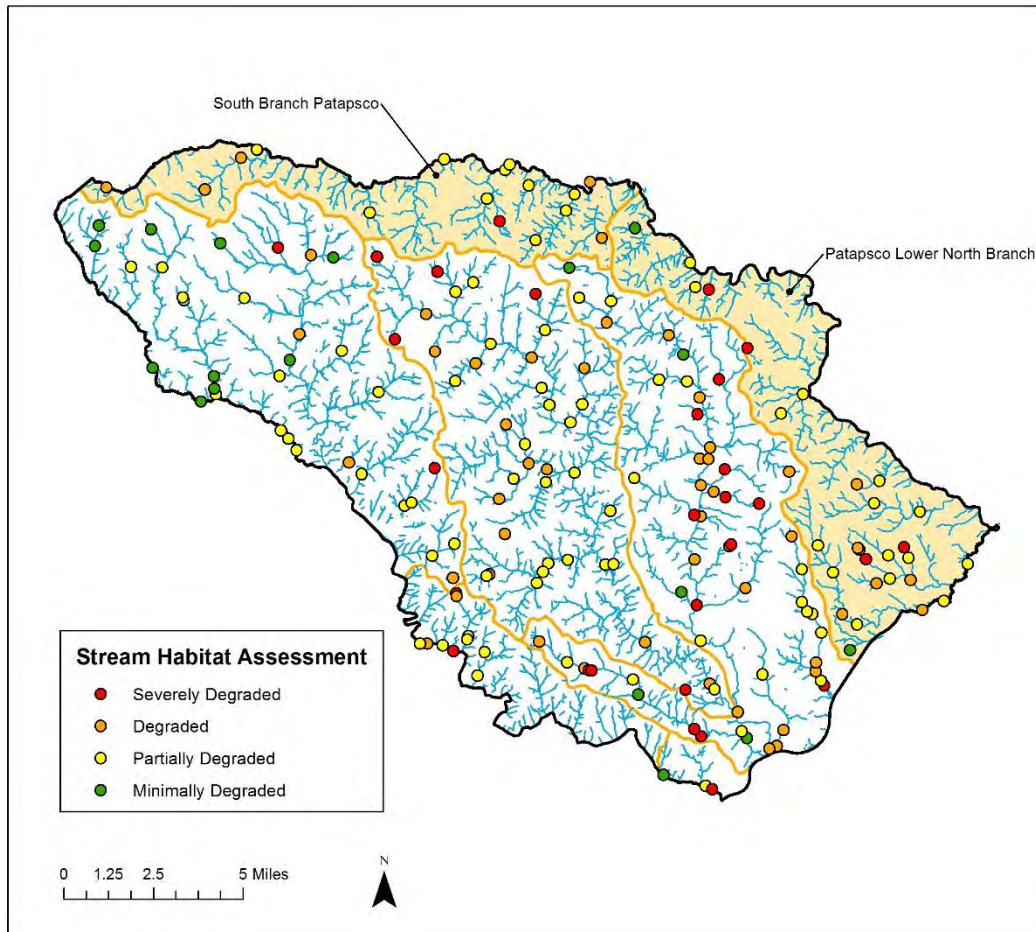 South Branch Patapsco
Patapsco Lower North Branch
Stream Habitat Assessment
Severely Degraded
Degraded
Partially Degraded
Minimally Degraded
0 1.25 2.5 5 Miles
N